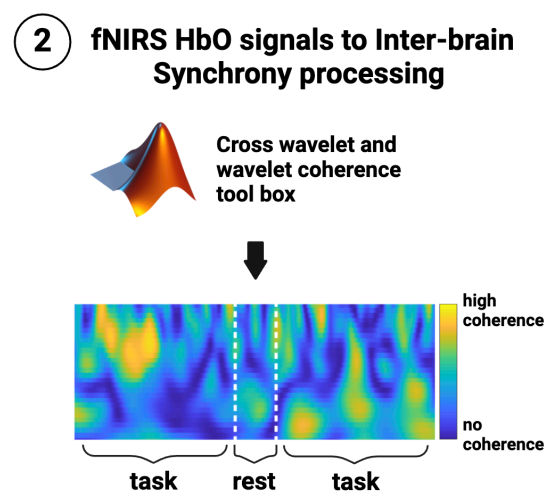 2
fNIRS HbO signals to Inter-brain
Synchrony processing
Cross wavelet and
wavelet coherence
tool box
high
coherence
no
coherence
task
rest
task